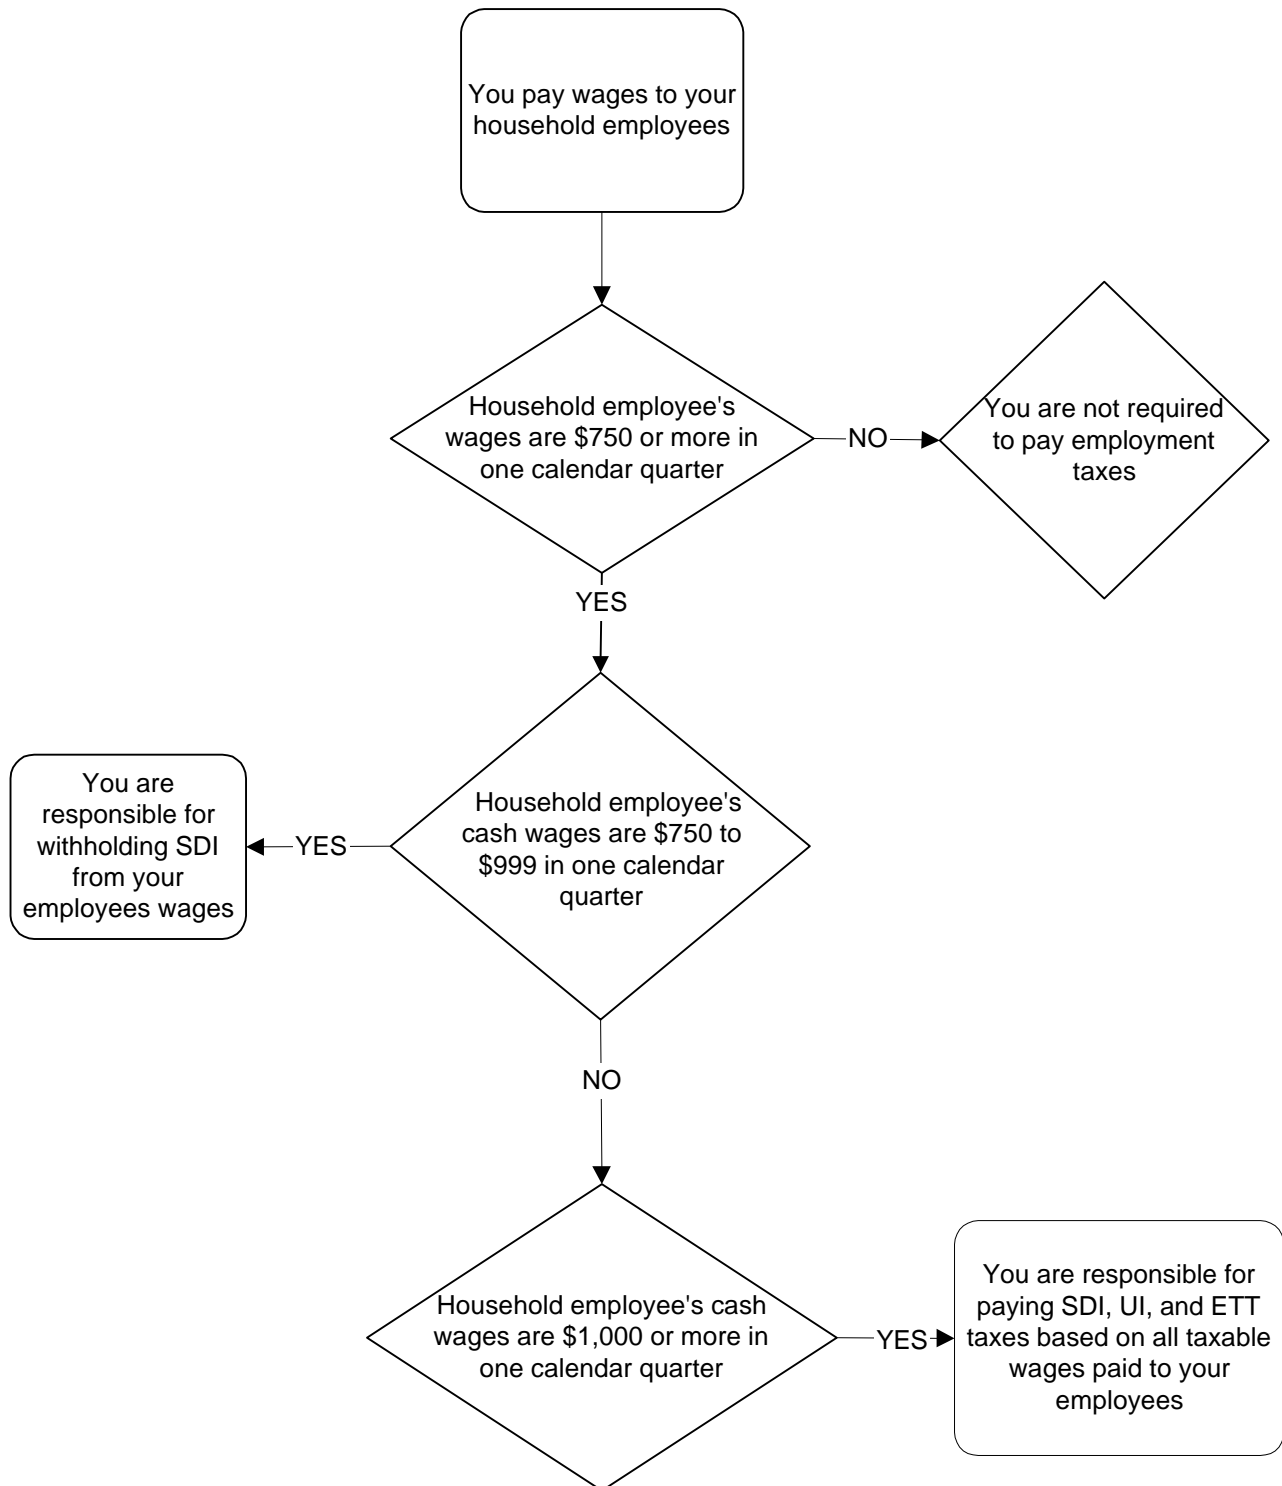 You pay wages to your
household employees
Household employee's
wages are $750 or more in
one calendar quarter
NO
You are not required
to pay employment
taxes
YES
Household employee's
cash wages are $750 to
$999 in one calendar
quarter
YES
You are
responsible for
withholding SDI
from your
employees wages
NO
Household employee's cash
wages are $1,000 or more in
one calendar quarter
YES
You are responsible for
paying SDI, UI, and ETT
taxes based on all taxable
wages paid to your
employees